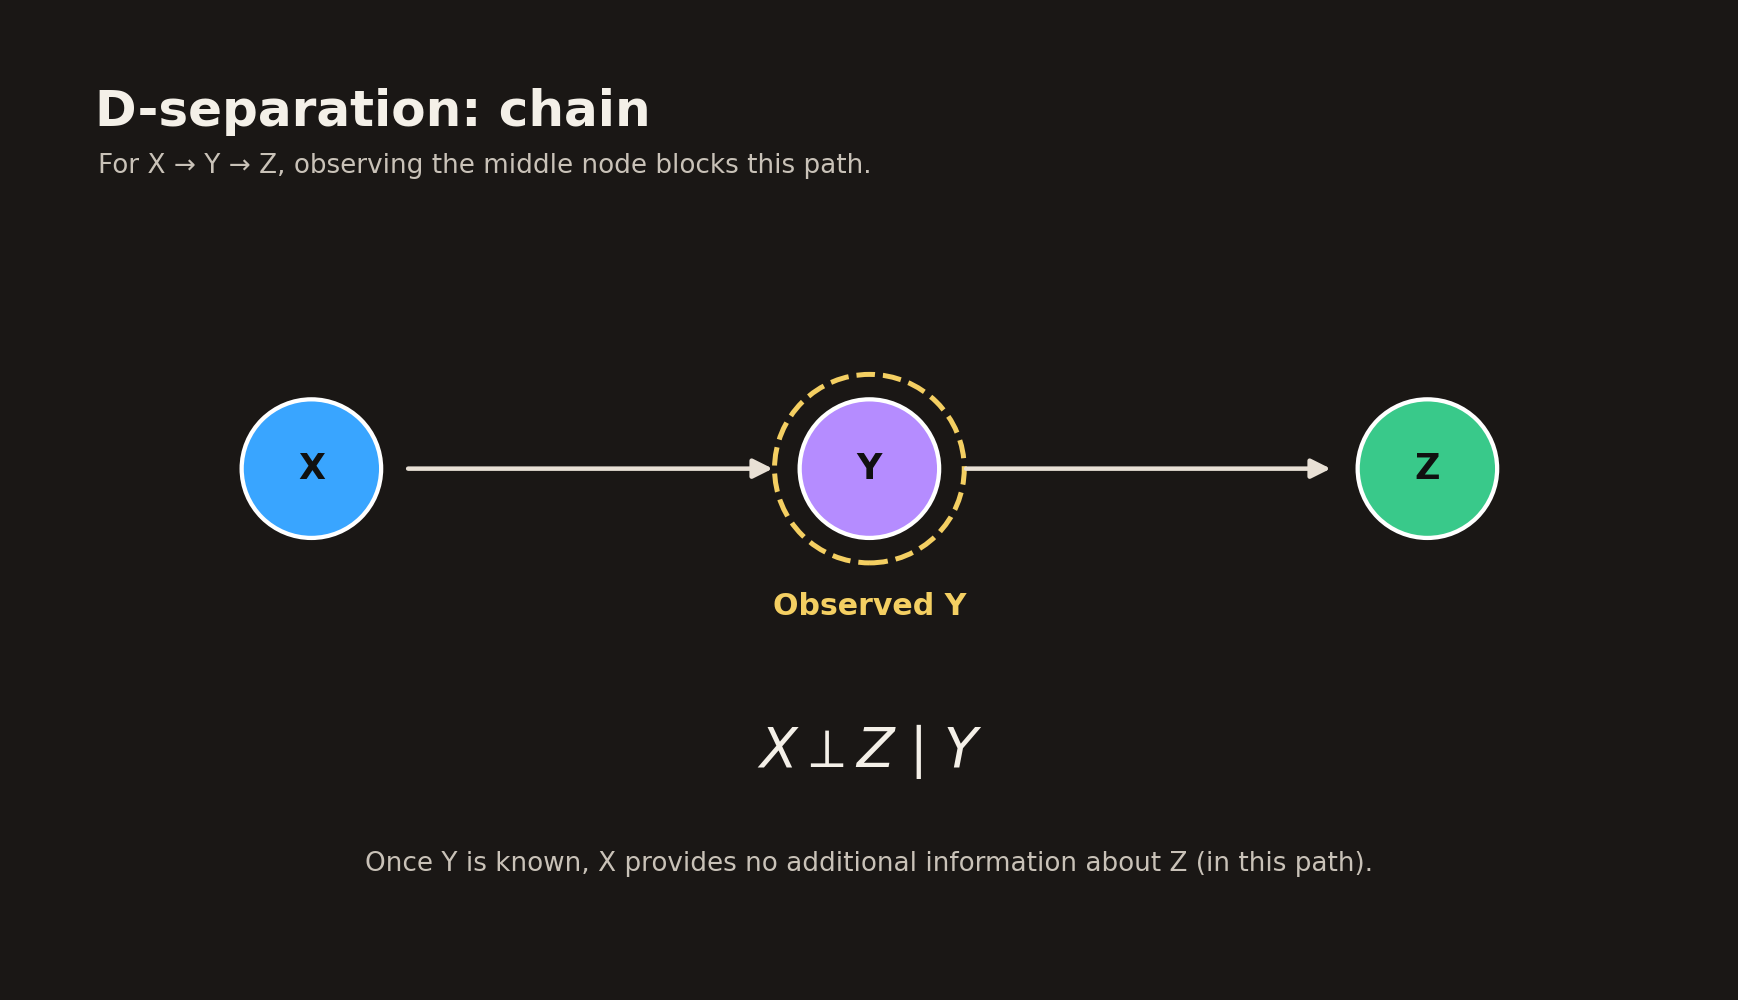 D-separation: chain
For X → Y → Z, observing the middle node blocks this path.
X
Y
Z
Observed Y
X ⊥ Z | Y
Once Y is known, X provides no additional information about Z (in this path).